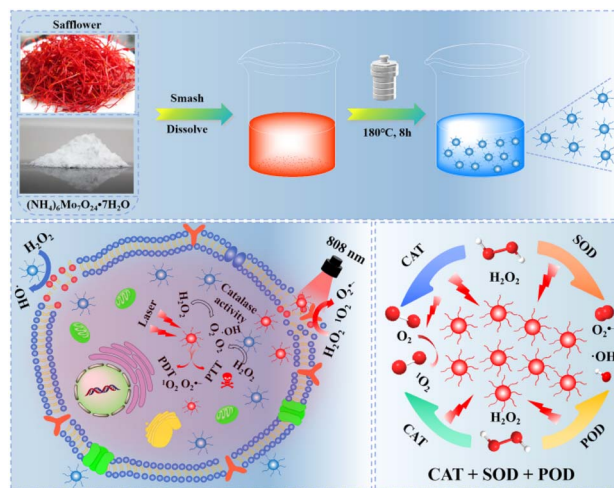 Safflower
(NH₄)₆Mo₇O₂₄•7H₂O
Smash
Dissolve
180℃, 8h
H₂O₂
·OH
808 nm
O₂•-
¹O₂
H₂O₂
Laser
H₂O₂
Catalase
activity
·OH
O₂
O₂
H₂O₂
PDT
PTT
¹O₂ O₂•-
CAT
SOD
H₂O₂
O₂
O₂•-
·OH
¹O₂
H₂O₂
CAT
POD
CAT + SOD + POD